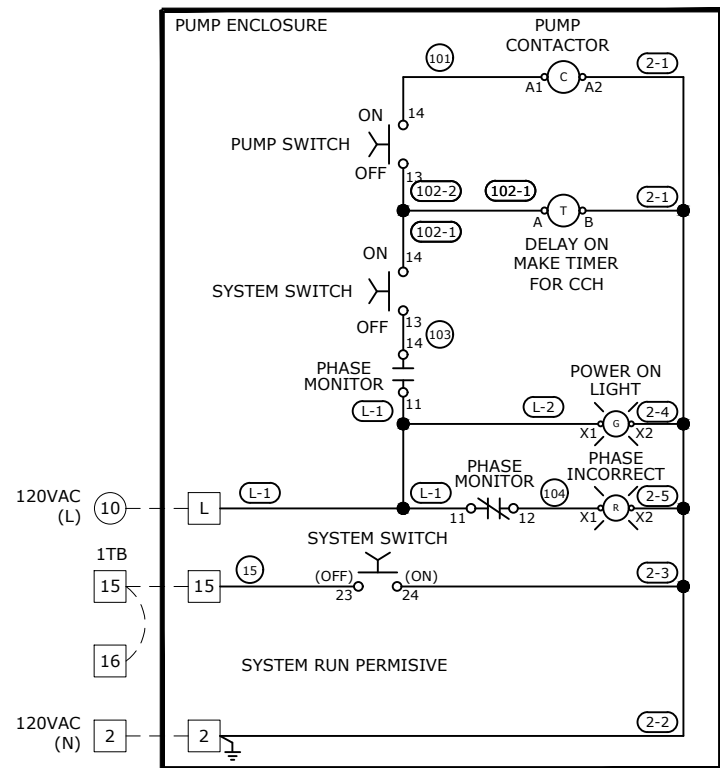 PUMP ENCLOSURE
PUMP
CONTACTOR
101
2-1
A1
C
A2
14
ON
PUMP SWITCH
OFF
13
102-2
102-1
2-1
A
T
B
102-1
DELAY ON
MAKE TIMER
FOR CCH
ON
14
SYSTEM SWITCH
OFF
13
103
14
PHASE
MONITOR
11
POWER ON
LIGHT
L-1
L-2
2-4
G
X1
X2
PHASE
MONITOR
PHASE
INCORRECT
120VAC
(L)
10
L
L-1
L-1
11
12
104
2-5
R
X1
X2
SYSTEM SWITCH
1TB
15
15
15
(OFF)
(ON)
23
24
2-3
16
SYSTEM RUN PERMISIVE
120VAC
(N)
2
2
2-2